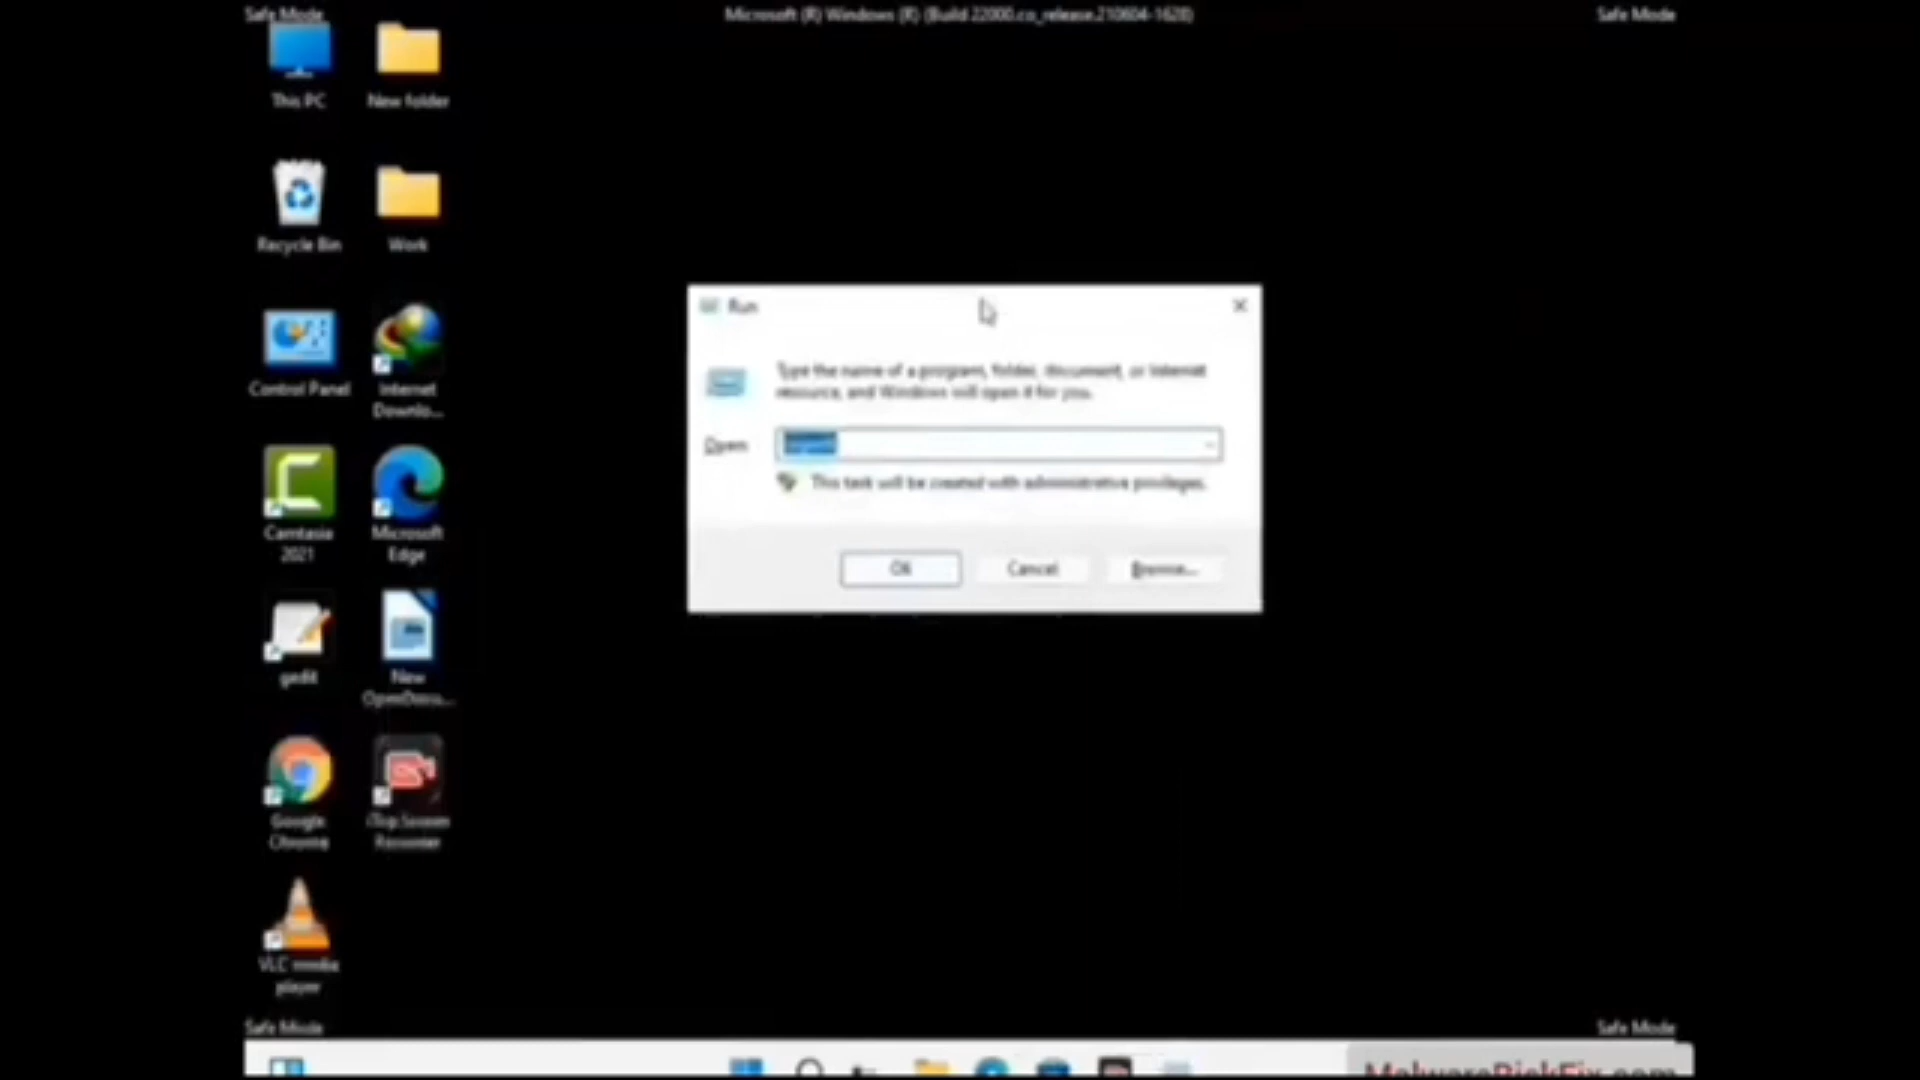 Safe Mode
Microsoft (R) Windows (R) (Build 22000.co_release.210604-1628)
Safe Mode
This PC
New folder
Recycle Bin
Work
Control Panel
Internet
Downlo...
Camtasia
2021
Microsoft
Edge
gedit
New
OpenDocu...
Google
Chrome
iTop Screen
Recorder
VLC media
player
Run
Type the name of a program, folder, document, or Internet
resource, and Windows will open it for you.
Open:
This task will be created with administrative privileges.
OK
Cancel
Browse...
Safe Mode
Safe Mode
MalwareRiskFix.com